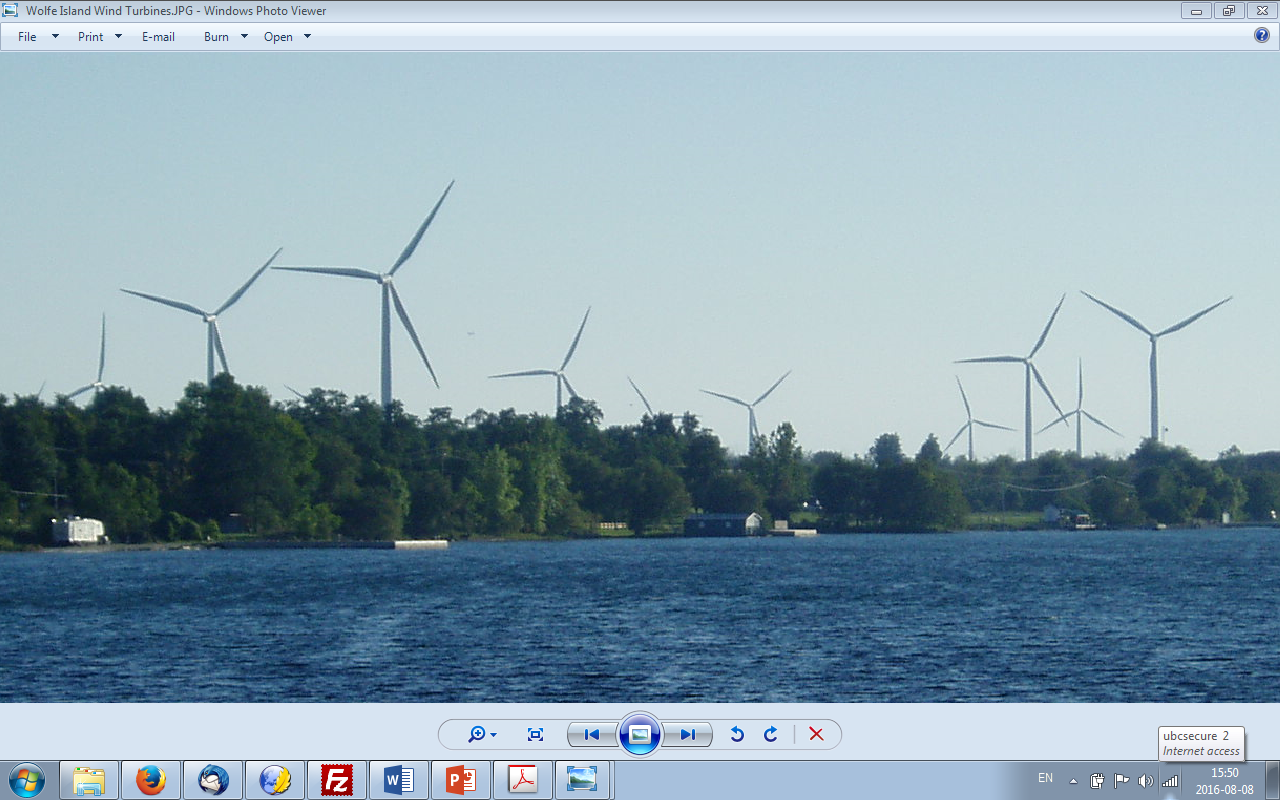 Wolfe Island Wind Turbines.JPG - Windows Photo Viewer
File Print E-mail Burn Open
ubcsecure 2
Internet access
Fz W P
EN 15:50
2016-08-08